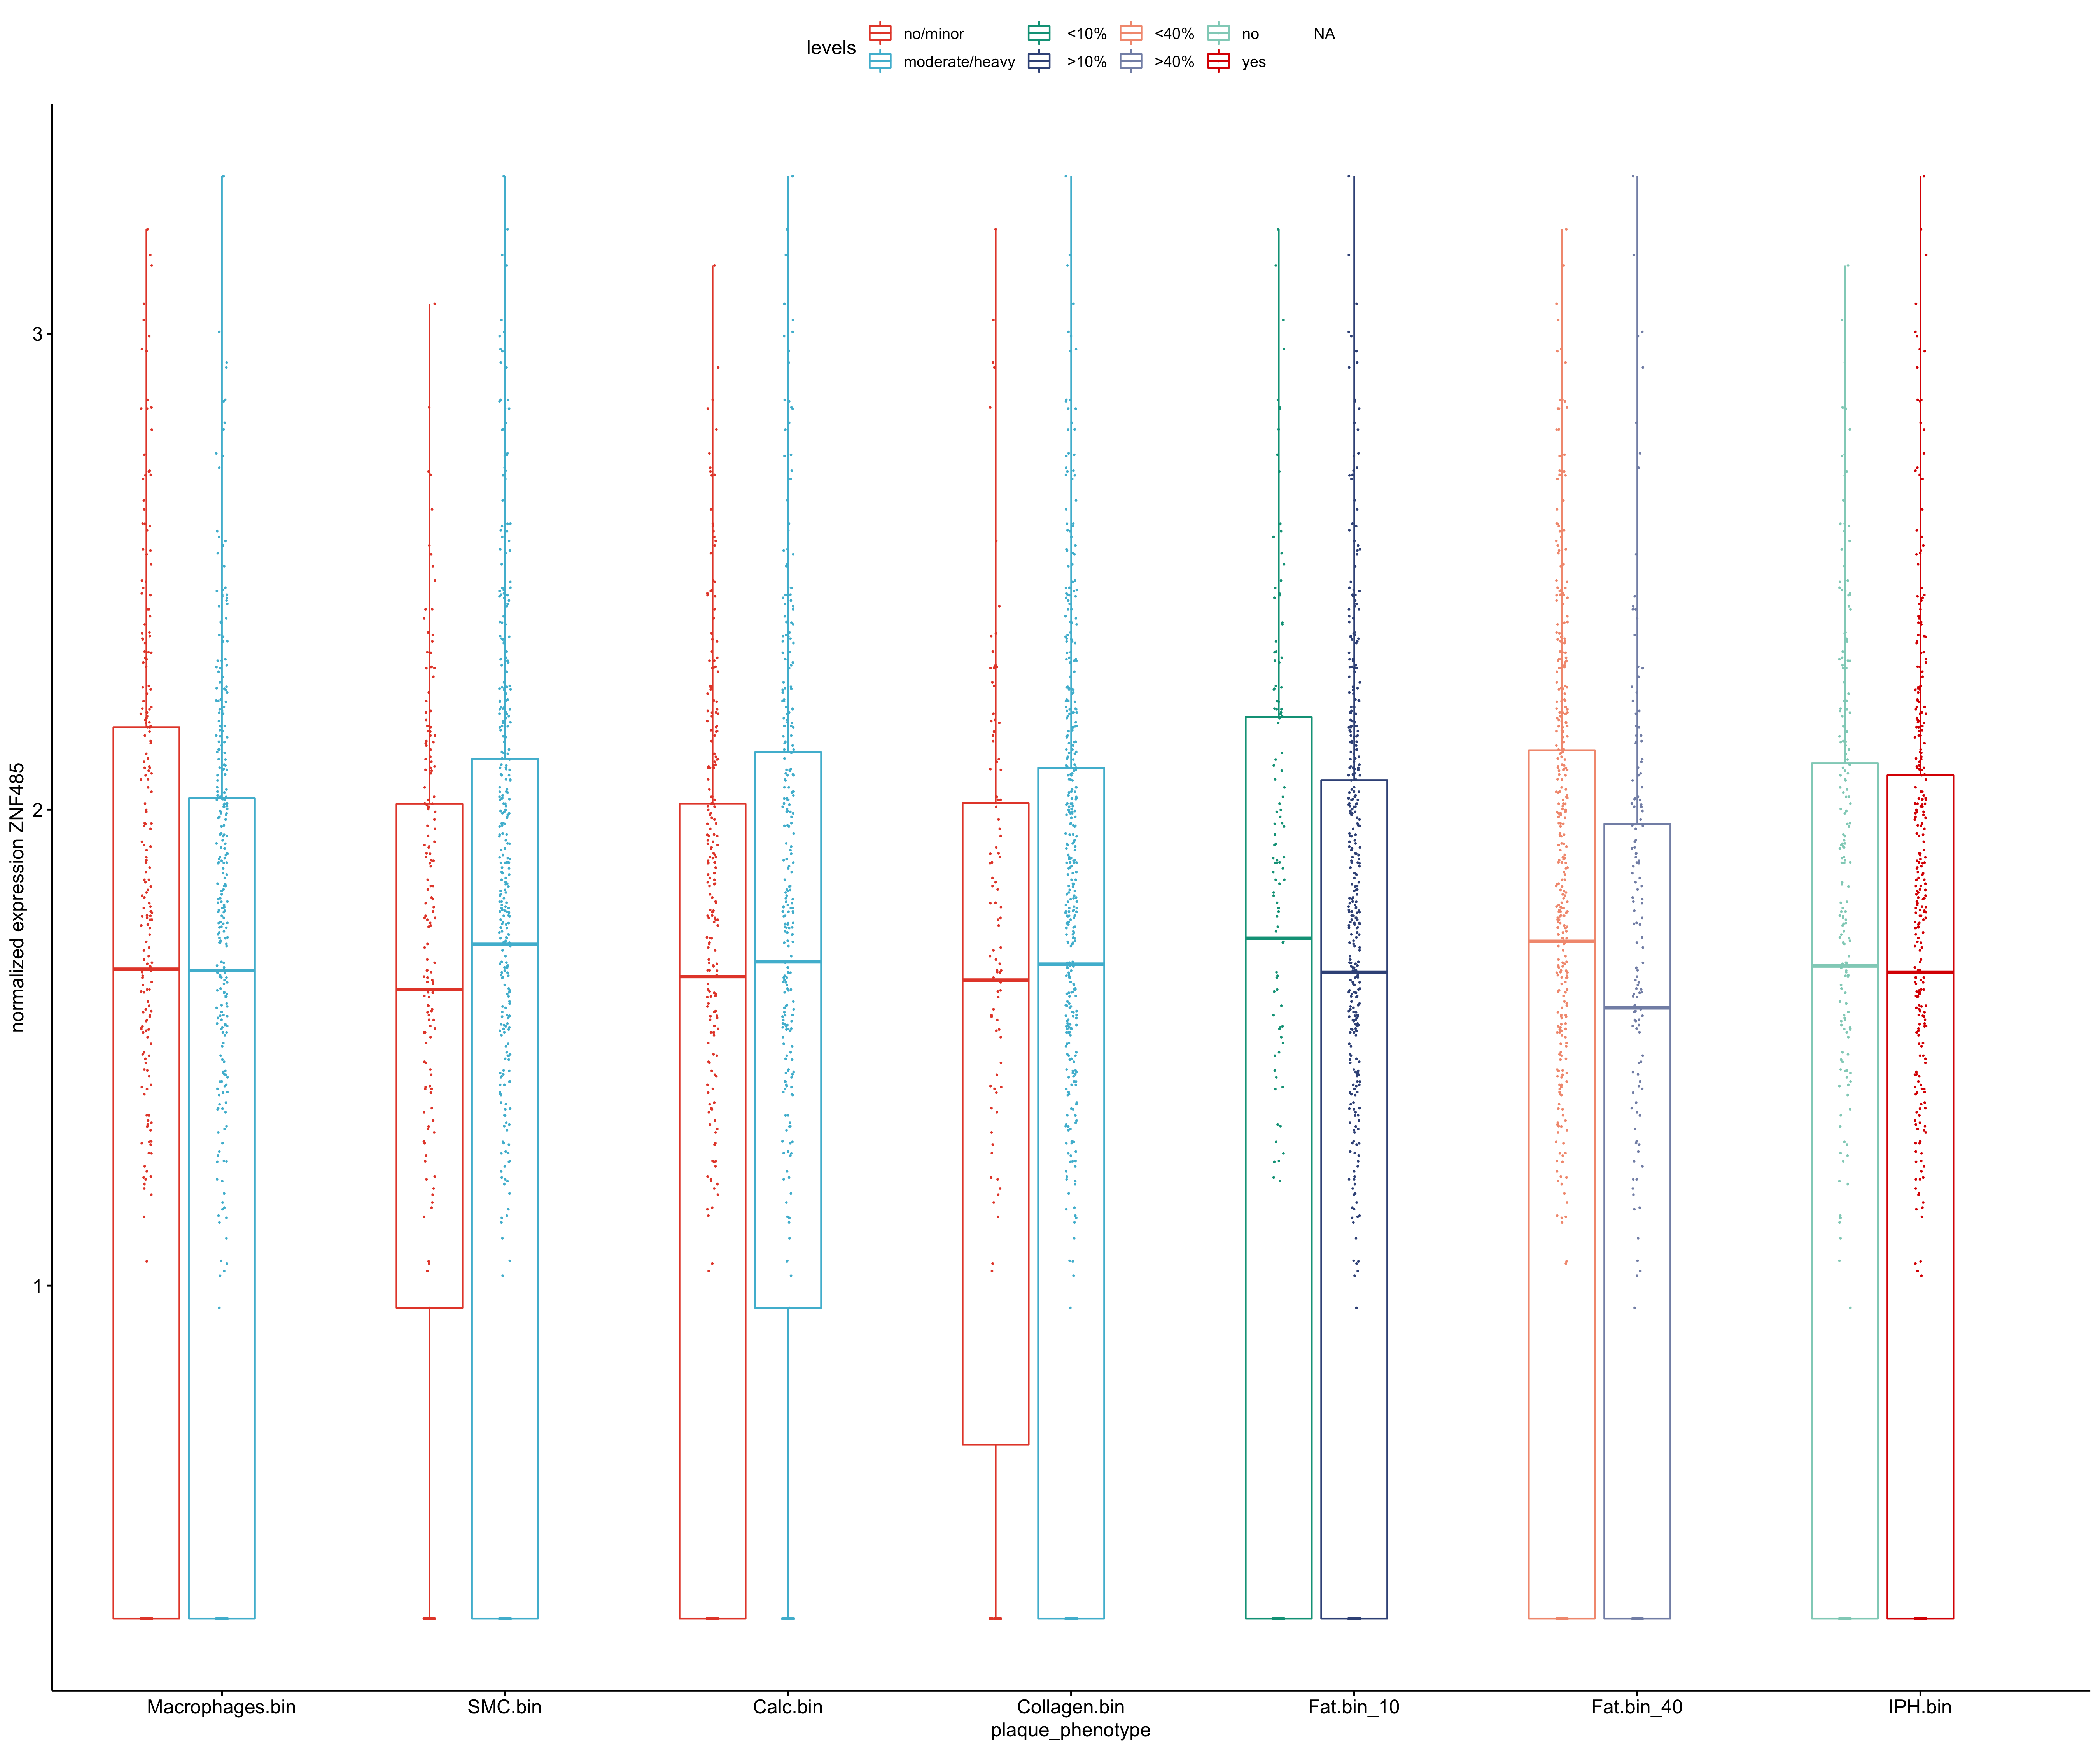 levels
no/minor <10% <40% no NA
moderate/heavy >10% >40% yes
normalized expression ZNF485
3
2
1
Macrophages.bin SMC.bin Calc.bin Collagen.bin Fat.bin_10 Fat.bin_40 IPH.bin
plaque_phenotype